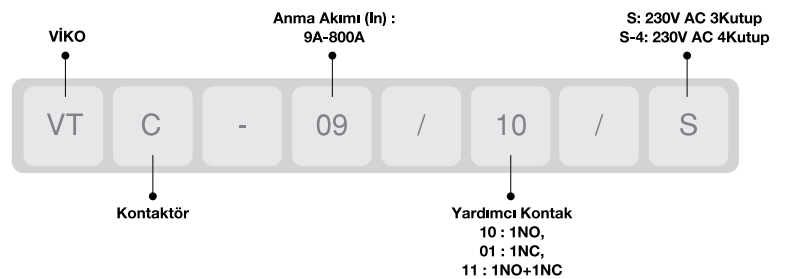 VİKO
Anma Akımı (In) :
9A-800A
S: 230V AC 3Kutup
S-4: 230V AC 4Kutup
VT C - 09 / 10 / S
Kontaktör
Yardımcı Kontak
10 : 1NO,
01 : 1NC,
11 : 1NO+1NC